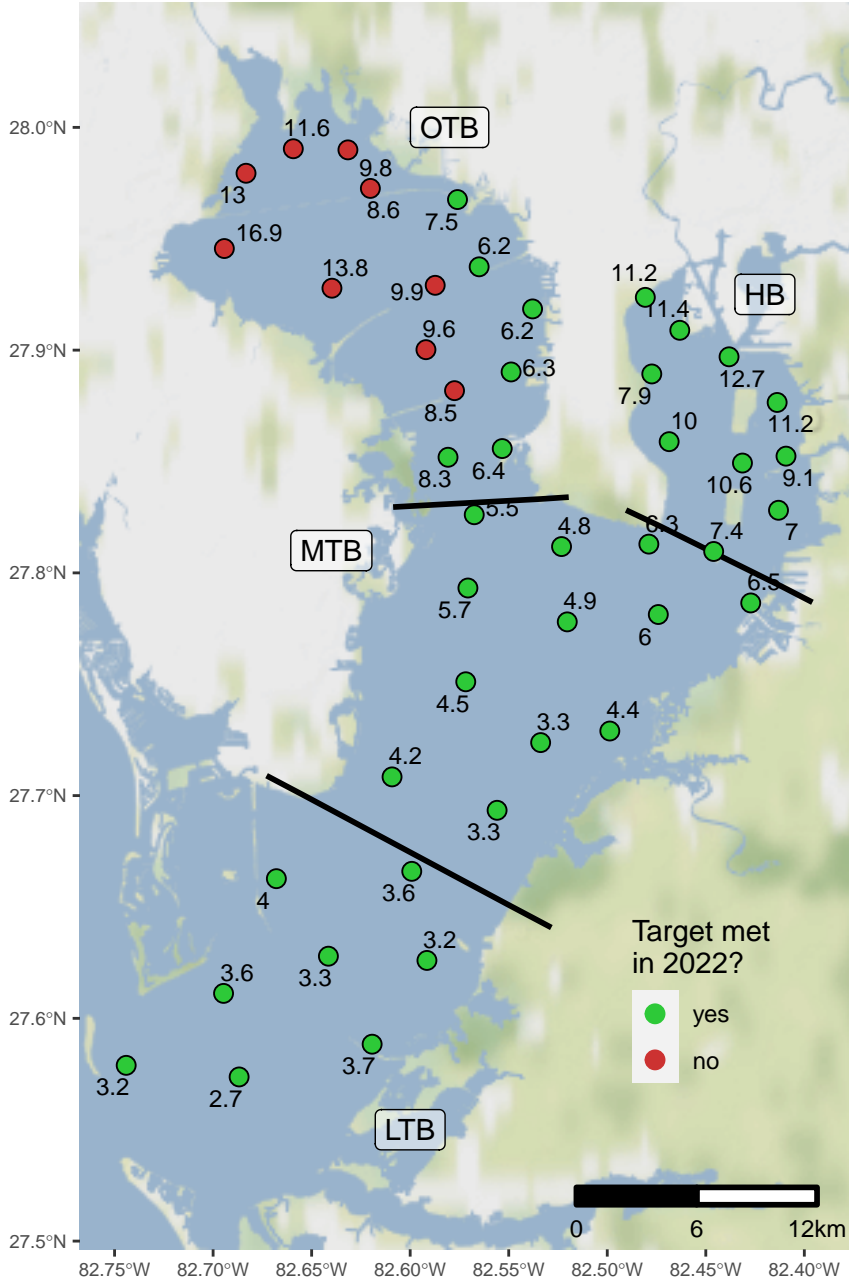 28.0°N
27.9°N
27.8°N
27.7°N
27.6°N
27.5°N
OTB
11.6
9.8
13
8.6
7.5
16.9
6.2
13.8
9.9
6.2
9.6
6.3
8.5
8.3
6.4
HB
11.2
11.4
12.7
7.9
11.2
10
10.6
9.1
7
MTB
5.5
4.8
6.3
7.4
6.5
5.7
4.9
6
4.5
3.3
4.4
4.2
3.3
3.6
4
3.2
3.3
3.6
3.7
3.2
2.7
LTB
Target met
in 2022?
yes
no
0 6 12km
82.75°W 82.70°W 82.65°W 82.60°W 82.55°W 82.50°W 82.45°W 82.40°W